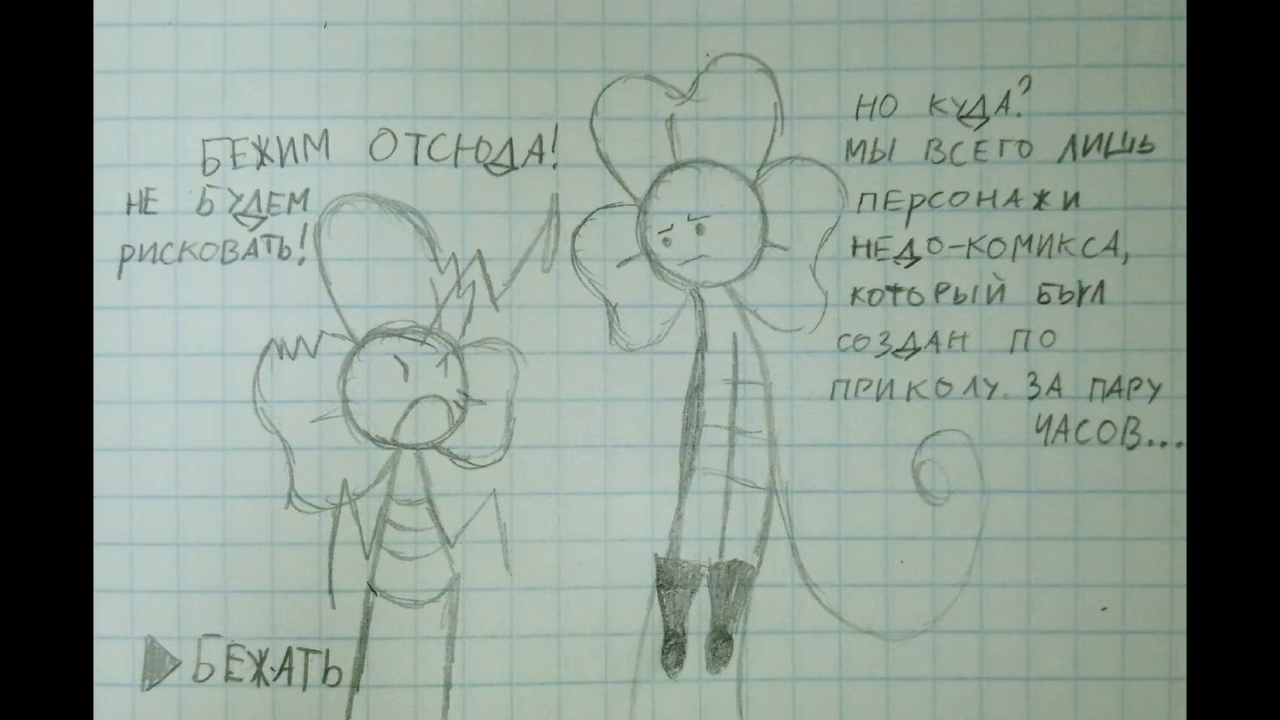 БЕЖИМ ОТСЮДА!
НЕ БУДЕМ
РИСКОВАТЬ!
НО КУДА?
МЫ ВСЕГО ЛИШЬ
ПЕРСОНАЖИ
НЕДО-КОМИКСА,
КОТОРЫЙ БЫЛ
СОЗДАН ПО
ПРИКОЛУ ЗА ПАРУ
ЧАСОВ...
БЕЖАТЬ